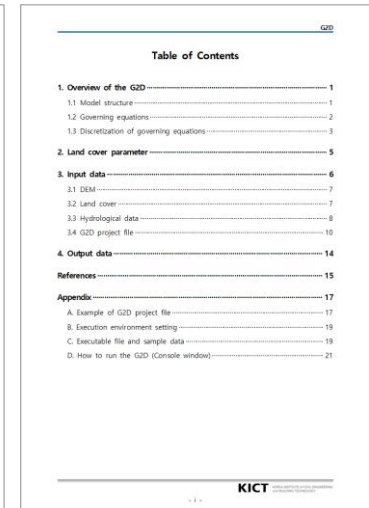 G2D
Table of Contents
1. Overview of the G2D 1
1.1 Model structure 1
1.2 Governing equations 2
1.3 Discretization of governing equations 3
2. Land cover parameter 5
3. Input data 6
3.1 DEM 7
3.2 Land cover 7
3.3 Hydrological data 8
3.4 G2D project file 10
4. Output data 14
References 15
Appendix 17
A. Example of G2D project file 17
B. Execution environment setting 19
C. Executable file and sample data 19
D. How to run the G2D (Console window) 21
KICT
- i -